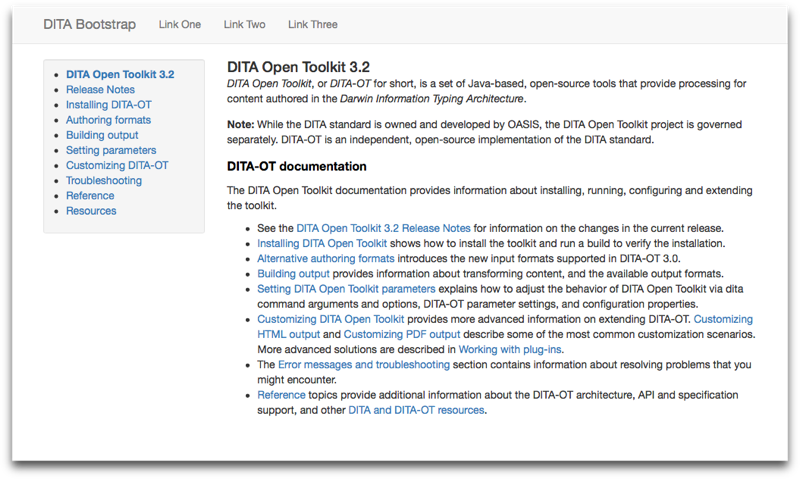 DITA Bootstrap Link One Link Two Link Three
DITA Open Toolkit 3.2
Release Notes
Installing DITA-OT
Authoring formats
Building output
Setting parameters
Customizing DITA-OT
Troubleshooting
Reference
Resources
DITA Open Toolkit 3.2
DITA Open Toolkit, or DITA-OT for short, is a set of Java-based, open-source tools that provide processing for
content authored in the Darwin Information Typing Architecture.
Note: While the DITA standard is owned and developed by OASIS, the DITA Open Toolkit project is governed
separately. DITA-OT is an independent, open-source implementation of the DITA standard.
DITA-OT documentation
The DITA Open Toolkit documentation provides information about installing, running, configuring and extending
the toolkit.
• See the DITA Open Toolkit 3.2 Release Notes for information on the changes in the current release.
• Installing DITA Open Toolkit shows how to install the toolkit and run a build to verify the installation.
• Alternative authoring formats introduces the new input formats supported in DITA-OT 3.0.
• Building output provides information about transforming content, and the available output formats.
• Setting DITA Open Toolkit parameters explains how to adjust the behavior of DITA Open Toolkit via dita
command arguments and options, DITA-OT parameter settings, and configuration properties.
• Customizing DITA Open Toolkit provides more advanced information on extending DITA-OT. Customizing
HTML output and Customizing PDF output describe some of the most common customization scenarios.
More advanced solutions are described in Working with plug-ins.
• The Error messages and troubleshooting section contains information about resolving problems that you
might encounter.
• Reference topics provide additional information about the DITA-OT architecture, API and specification
support, and other DITA and DITA-OT resources.